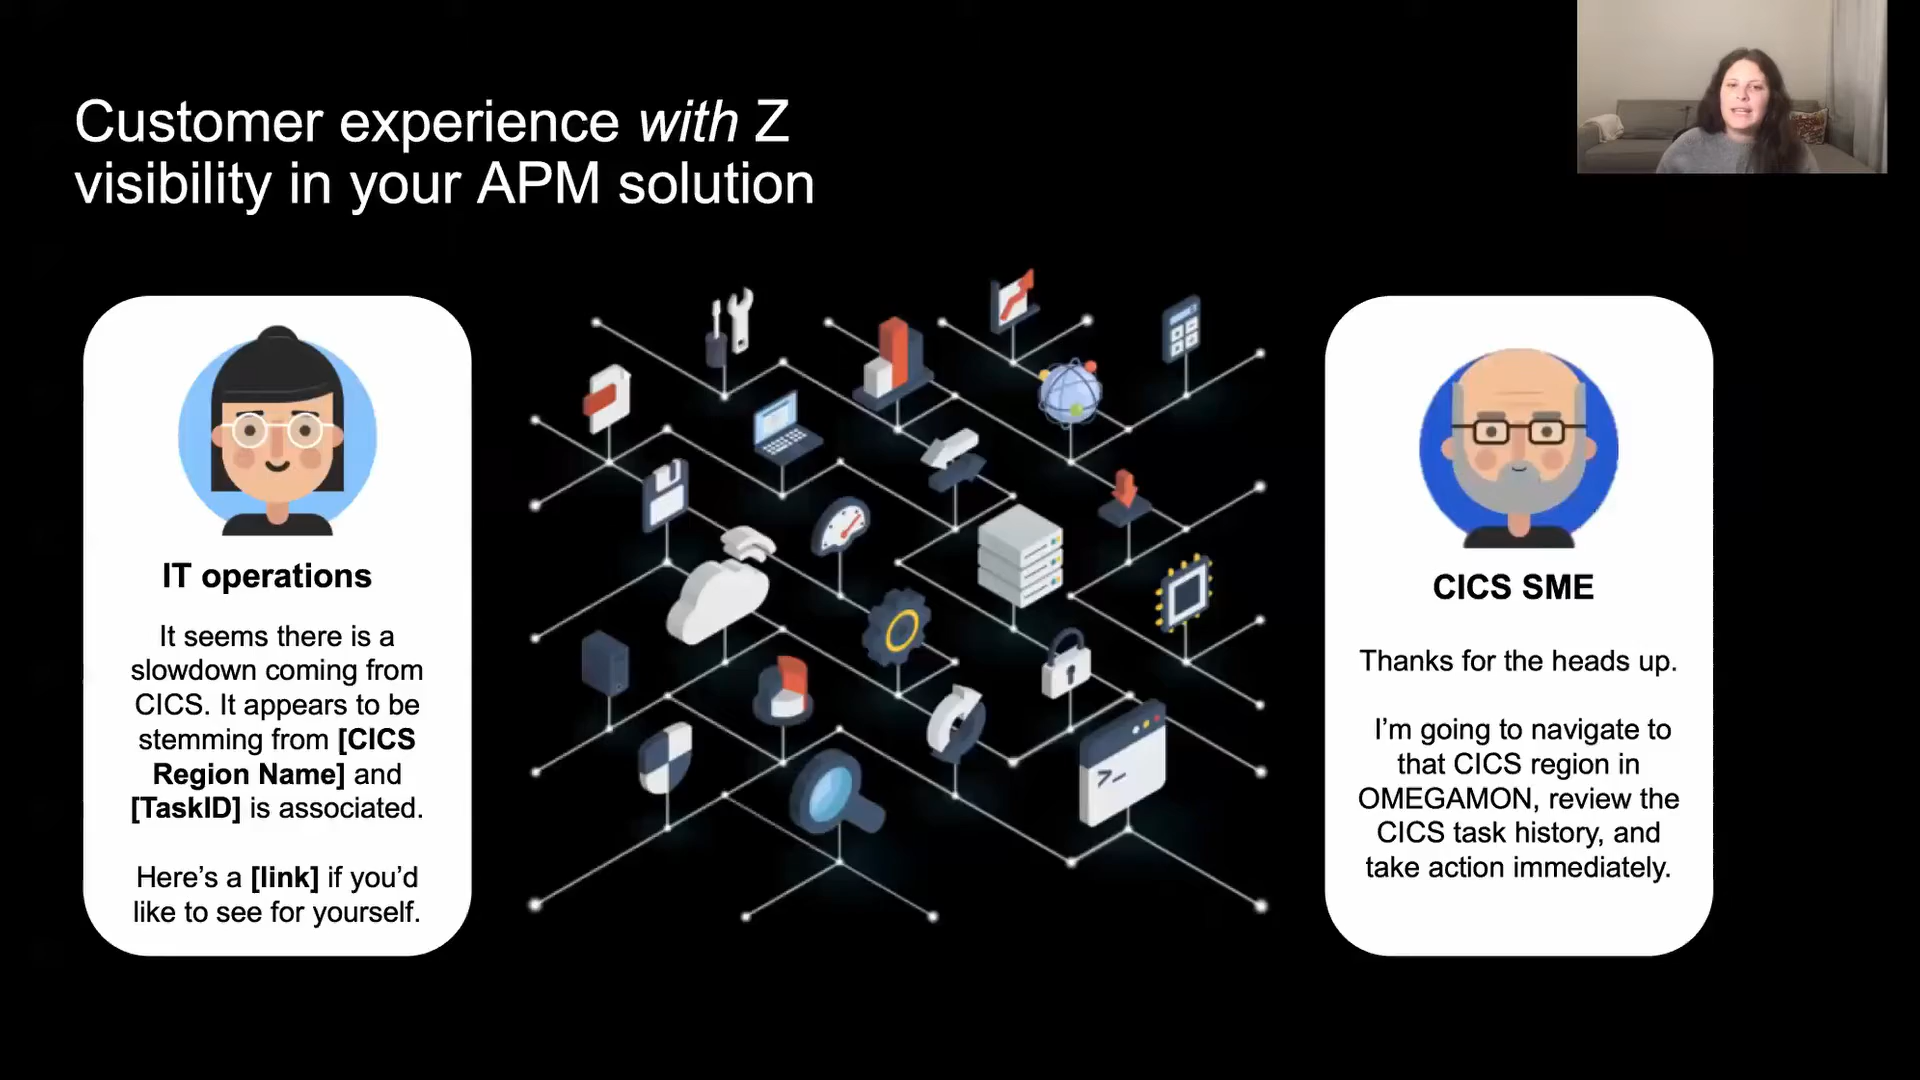 Customer experience with Z
visibility in your APM solution
IT operations
It seems there is a
slowdown coming from
CICS. It appears to be
stemming from [CICS
Region Name] and
[TaskID] is associated.
Here’s a [link] if you’d
like to see for yourself.
CICS SME
Thanks for the heads up.
I’m going to navigate to
that CICS region in
OMEGAMON, review the
CICS task history, and
take action immediately.